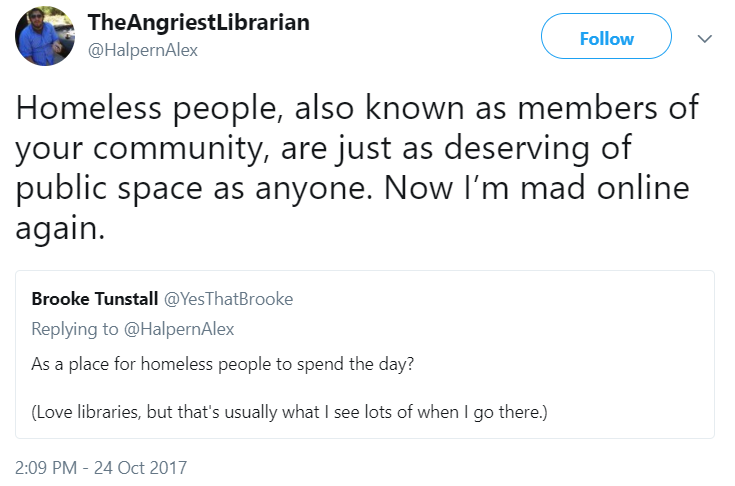 TheAngriestLibrarian
@HalpernAlex
Follow
Homeless people, also known as members of
your community, are just as deserving of
public space as anyone. Now I’m mad online
again.
Brooke Tunstall @YesThatBrooke
Replying to @HalpernAlex
As a place for homeless people to spend the day?
(Love libraries, but that's usually what I see lots of when I go there.)
2:09 PM - 24 Oct 2017